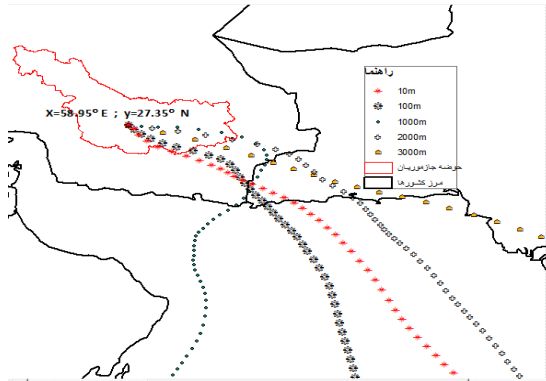 راهنما
X=58.95° E ; y=27.35° N
10m
100m
1000m
2000m
3000m
حوضه جازموریان
مرز کشورها